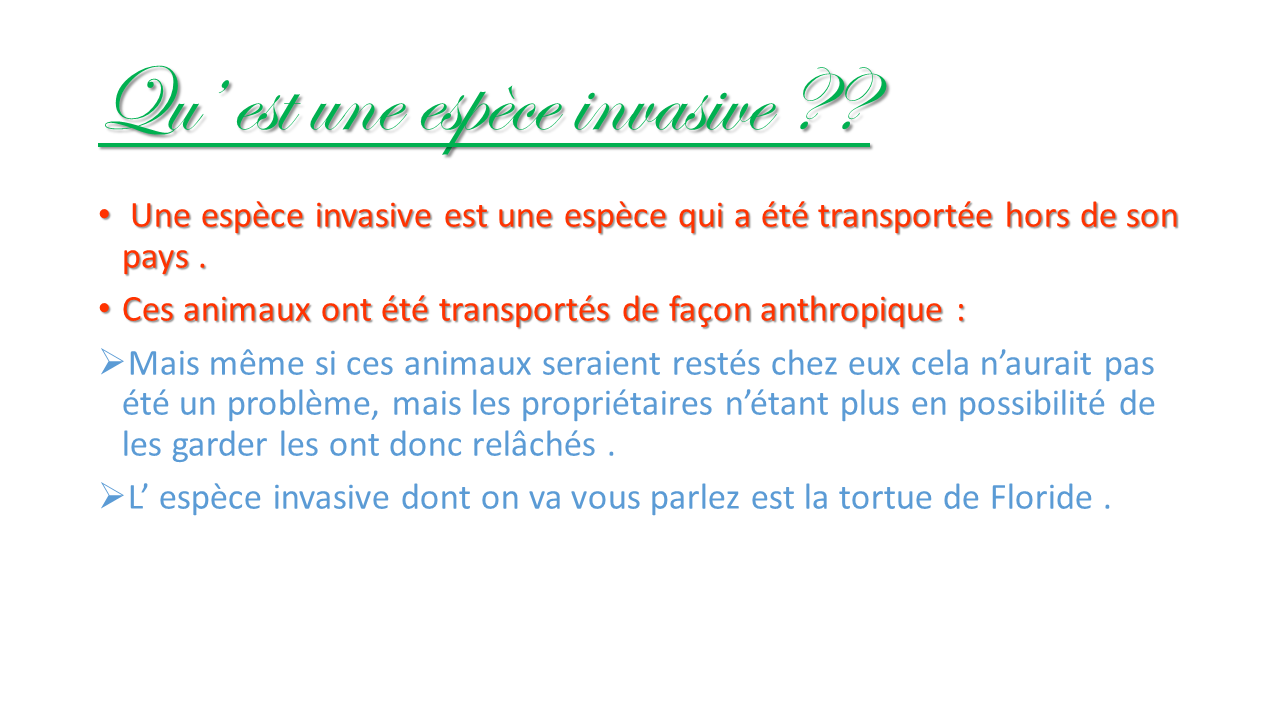 Qu’ est une espèce invasive ??
• Une espèce invasive est une espèce qui a été transportée hors de son
pays .
• Ces animaux ont été transportés de façon anthropique :
➢Mais même si ces animaux seraient restés chez eux cela n’aurait pas
été un problème, mais les propriétaires n’étant plus en possibilité de
les garder les ont donc relâchés .
➢L’ espèce invasive dont on va vous parlez est la tortue de Floride .